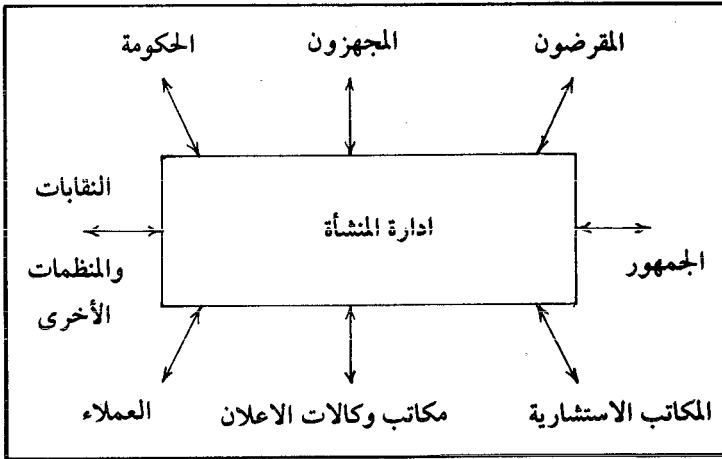 المقرضون
المجهزون
الحكومة
النقابات
ادارة المنشأة
والمنظمات
الجمهور
الأخرى
المكاتب الاستشارية
مكاتب وكالات الاعلان
العملاء